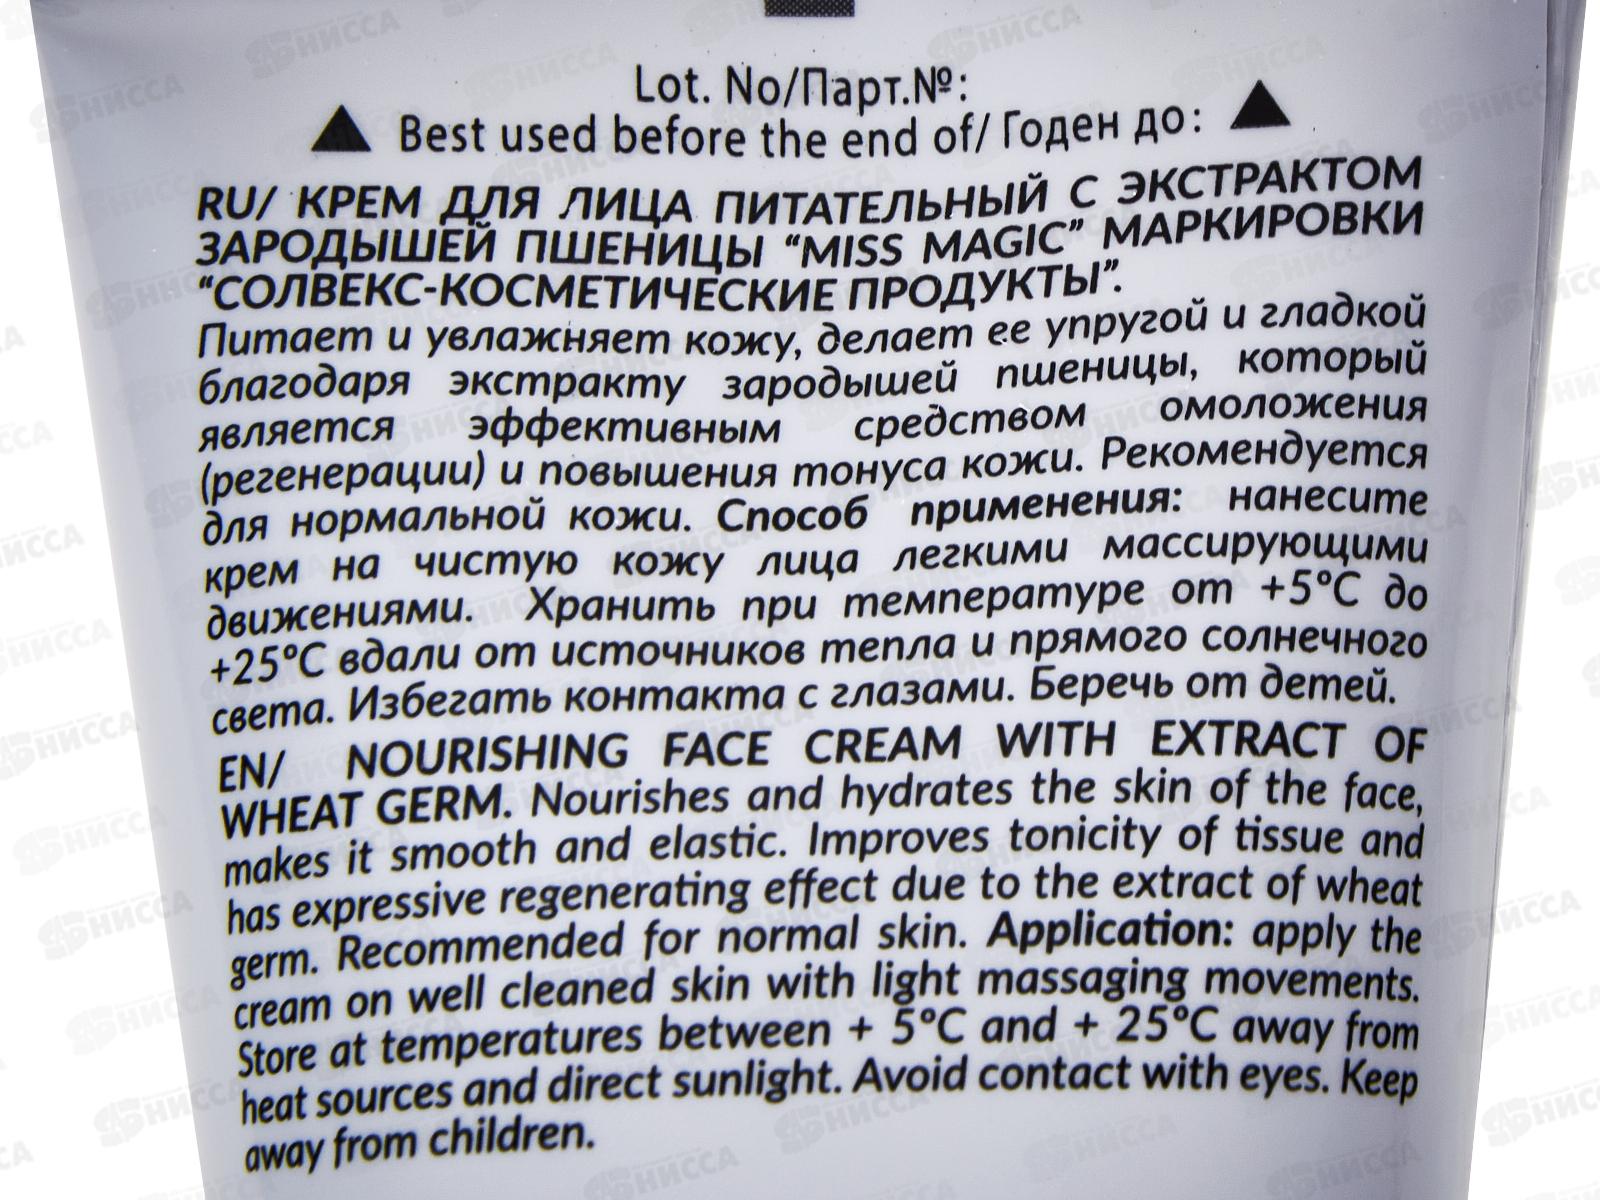 Lot. No/Парт.№:
Best used before the end of/ Годен до:
RU/ КРЕМ ДЛЯ ЛИЦА ПИТАТЕЛЬНЫЙ С ЭКСТРАКТОМ
ЗАРОДЫШЕЙ ПШЕНИЦЫ “MISS MAGIC” МАРКИРОВКИ
“СОЛВЕКС-КОСМЕТИЧЕСКИЕ ПРОДУКТЫ”.
Питает и увлажняет кожу, делает ее упругой и гладкой
благодаря экстракту зародышей пшеницы, который
является эффективным средством омоложения
(регенерации) и повышения тонуса кожи. Рекомендуется
для нормальной кожи. Способ применения: нанесите
крем на чистую кожу лица легкими массирующими
движениями. Хранить при температуре от +5°С до
+25°С вдали от источников тепла и прямого солнечного
света. Избегать контакта с глазами. Беречь от детей.
EN/ NOURISHING FACE CREAM WITH EXTRACT OF
WHEAT GERM. Nourishes and hydrates the skin of the face,
makes it smooth and elastic. Improves tonicity of tissue and
has expressive regenerating effect due to the extract of wheat
germ. Recommended for normal skin. Application: apply the
cream on well cleaned skin with light massaging movements.
Store at temperatures between + 5°C and + 25°C away from
heat sources and direct sunlight. Avoid contact with eyes. Keep
away from children.